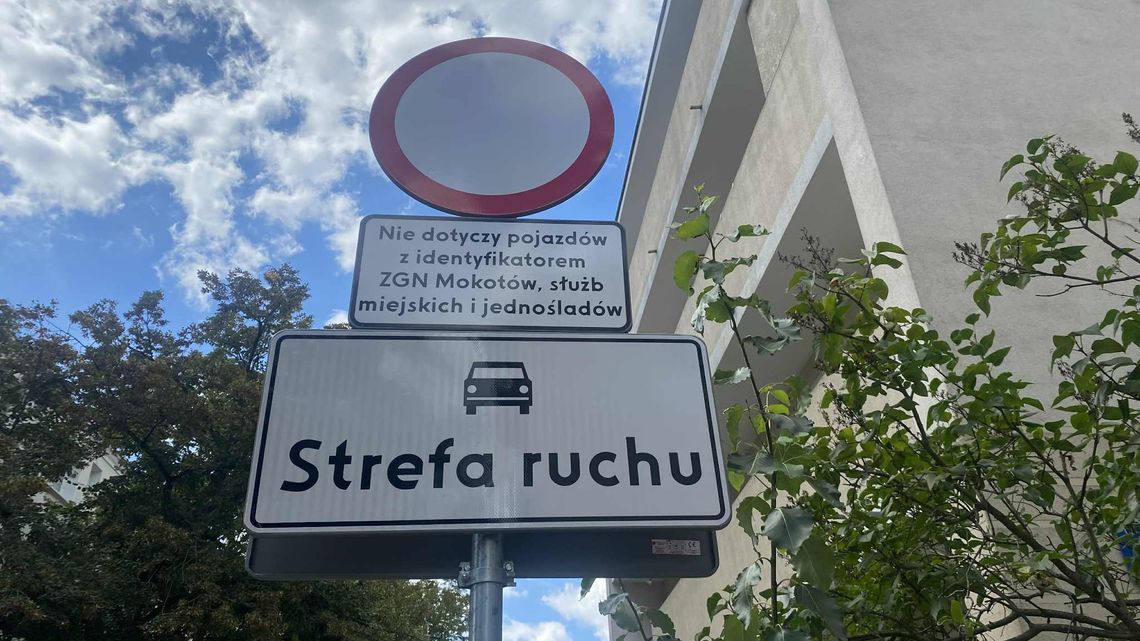 Nie dotyczy pojazdów
z identyfikatorem
ZGN Mokotów, służb
miejskich i jednośladów
Strefa ruchu